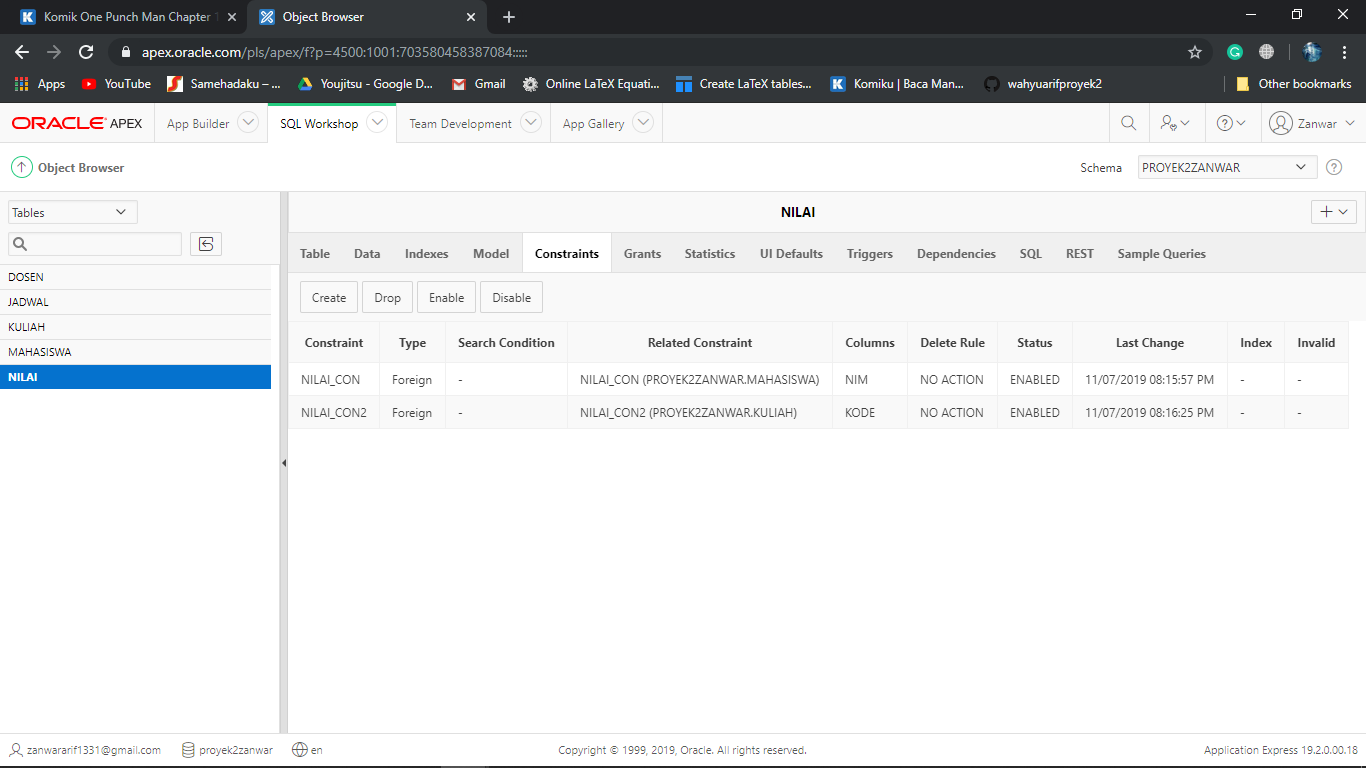 Komik One Punch Man Chapter 1
Object Browser
apex.oracle.com/pls/apex/f?p=4500:1001:703580458387084:::::
Apps YouTube Samehadaku – ... Youjitsu - Google D... Gmail Online LaTeX Equati... Create LaTeX tables... Komiku | Baca Man... wahyuarifproyek2 Other bookmarks
ORACLE APEX App Builder SQL Workshop Team Development App Gallery Zanwar
Object Browser Schema PROYEK2ZANWAR
Tables NILAI
Table Data Indexes Model Constraints Grants Statistics UI Defaults Triggers Dependencies SQL REST Sample Queries
DOSEN
JADWAL
KULIAH
MAHASISWA
NILAI
Create Drop Enable Disable
Constraint Type Search Condition Related Constraint Columns Delete Rule Status Last Change Index Invalid
NILAI_CON Foreign - NILAI_CON (PROYEK2ZANWAR.MAHASISWA) NIM NO ACTION ENABLED 11/07/2019 08:15:57 PM - -
NILAI_CON2 Foreign - NILAI_CON2 (PROYEK2ZANWAR.KULIAH) KODE NO ACTION ENABLED 11/07/2019 08:16:25 PM - -
zanwararif1331@gmail.com proyek2zanwar en Copyright © 1999, 2019, Oracle. All rights reserved. Application Express 19.2.0.00.18